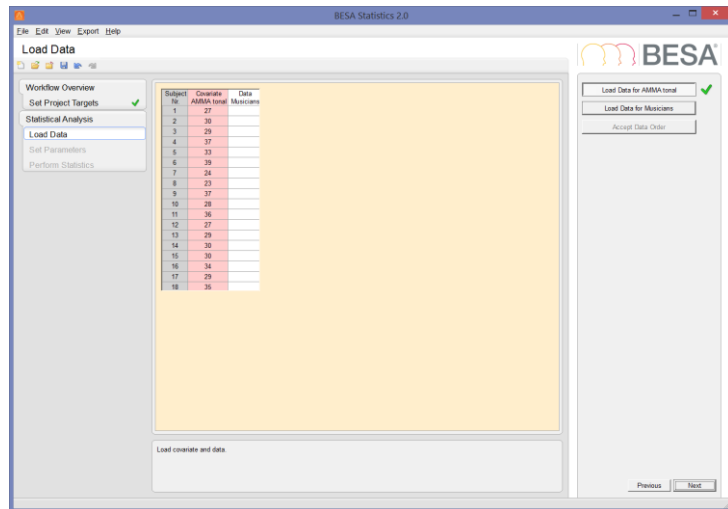 BESA Statistics 2.0
File Edit View Export Help
Load Data
BESA
Workflow Overview
Set Project Targets
Statistical Analysis
Load Data
Set Parameters
Perform Statistics
Subject Covariate Data
Nr. AMMA tonal Musicians
1 27
2 30
3 29
4 37
5 33
6 39
7 24
8 23
9 37
10 28
11 36
12 27
13 29
14 30
15 30
16 34
17 29
18 35
Load covariate and data.
Load Data for AMMA tonal
Load Data for Musicians
Accept Data Order
Previous Next